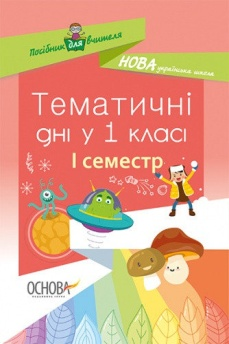 Посібник для вчителя
НОВА українська школа
Тематичні
дні у 1 класі
І семестр
ОСНОВА